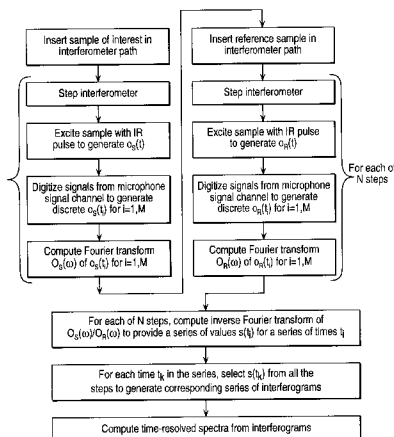 Insert sample of interest in
interferometer path
Step interferometer
Excite sample with IR
pulse to generate oS(t)
Digitize signals from microphone
signal channel to generate
discrete oS(ti) for i=1,M
Compute Fourier transform
OS(ω) of oS(ti) for i=1,M
Insert reference sample in
interferometer path
Step interferometer
Excite sample with IR pulse
to generate oR(t)
Digitize signals from microphone
signal channel to generate
discrete oR(ti) for i=1,M
Compute Fourier transform
OR(ω) of oR(ti) for i=1,M
For each of
N steps
For each of N steps, compute inverse Fourier transform of
OS(ω)/OR(ω) to provide a series of values s(ti) for a series of times ti
For each time tk in the series, select s(tk) from all the
steps to generate corresponding series of interferograms
Compute time-resolved spectra from interferograms